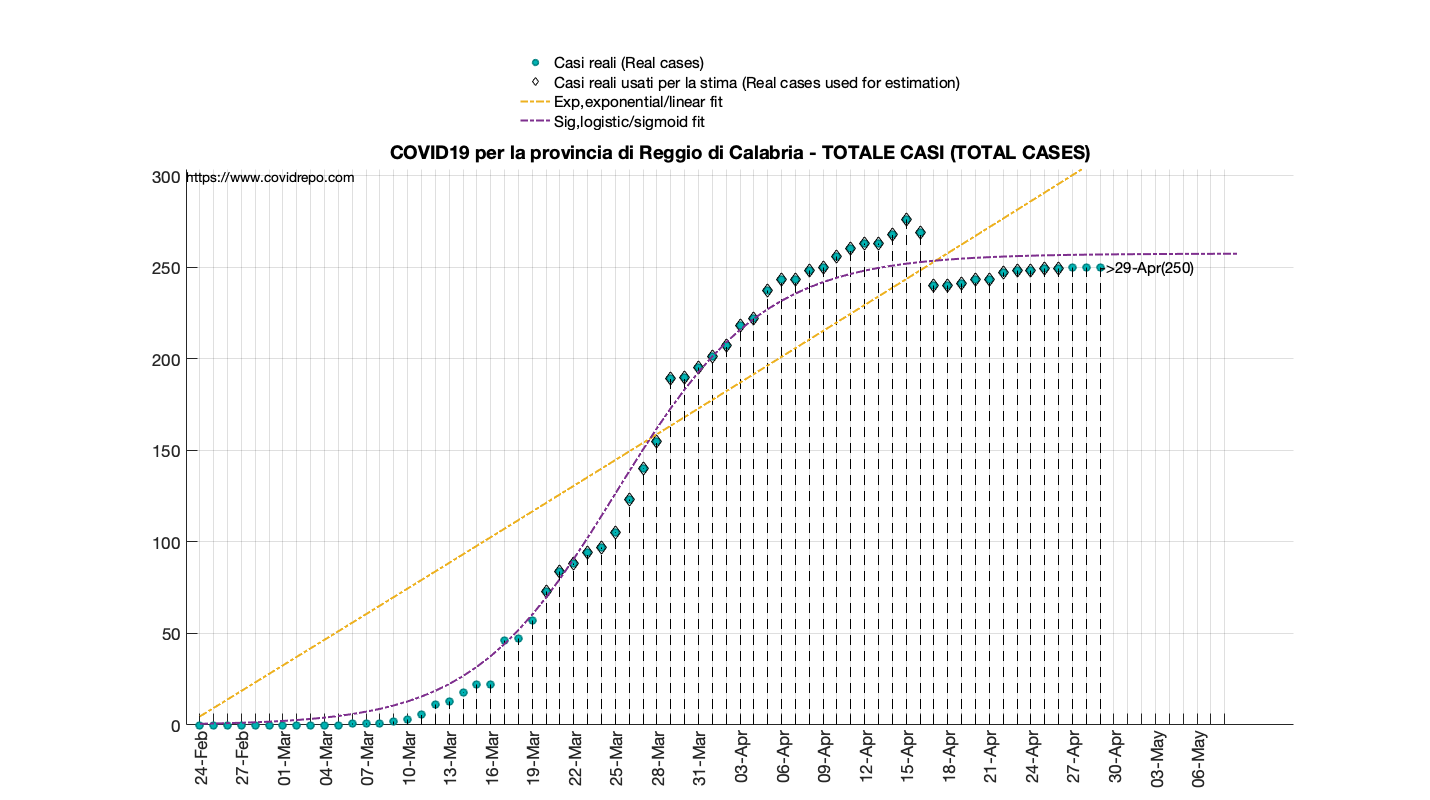 Casi reali (Real cases)
Casi reali usati per la stima (Real cases used for estimation)
Exp,exponential/linear fit
Sig,logistic/sigmoid fit
COVID19 per la provincia di Reggio di Calabria - TOTALE CASI (TOTAL CASES)
300
https://www.covidrepo.com
250
->29-Apr(250)
200
150
100
50
0
24-Feb
27-Feb
01-Mar
04-Mar
07-Mar
10-Mar
13-Mar
16-Mar
19-Mar
22-Mar
25-Mar
28-Mar
31-Mar
03-Apr
06-Apr
09-Apr
12-Apr
15-Apr
18-Apr
21-Apr
24-Apr
27-Apr
30-Apr
03-May
06-May